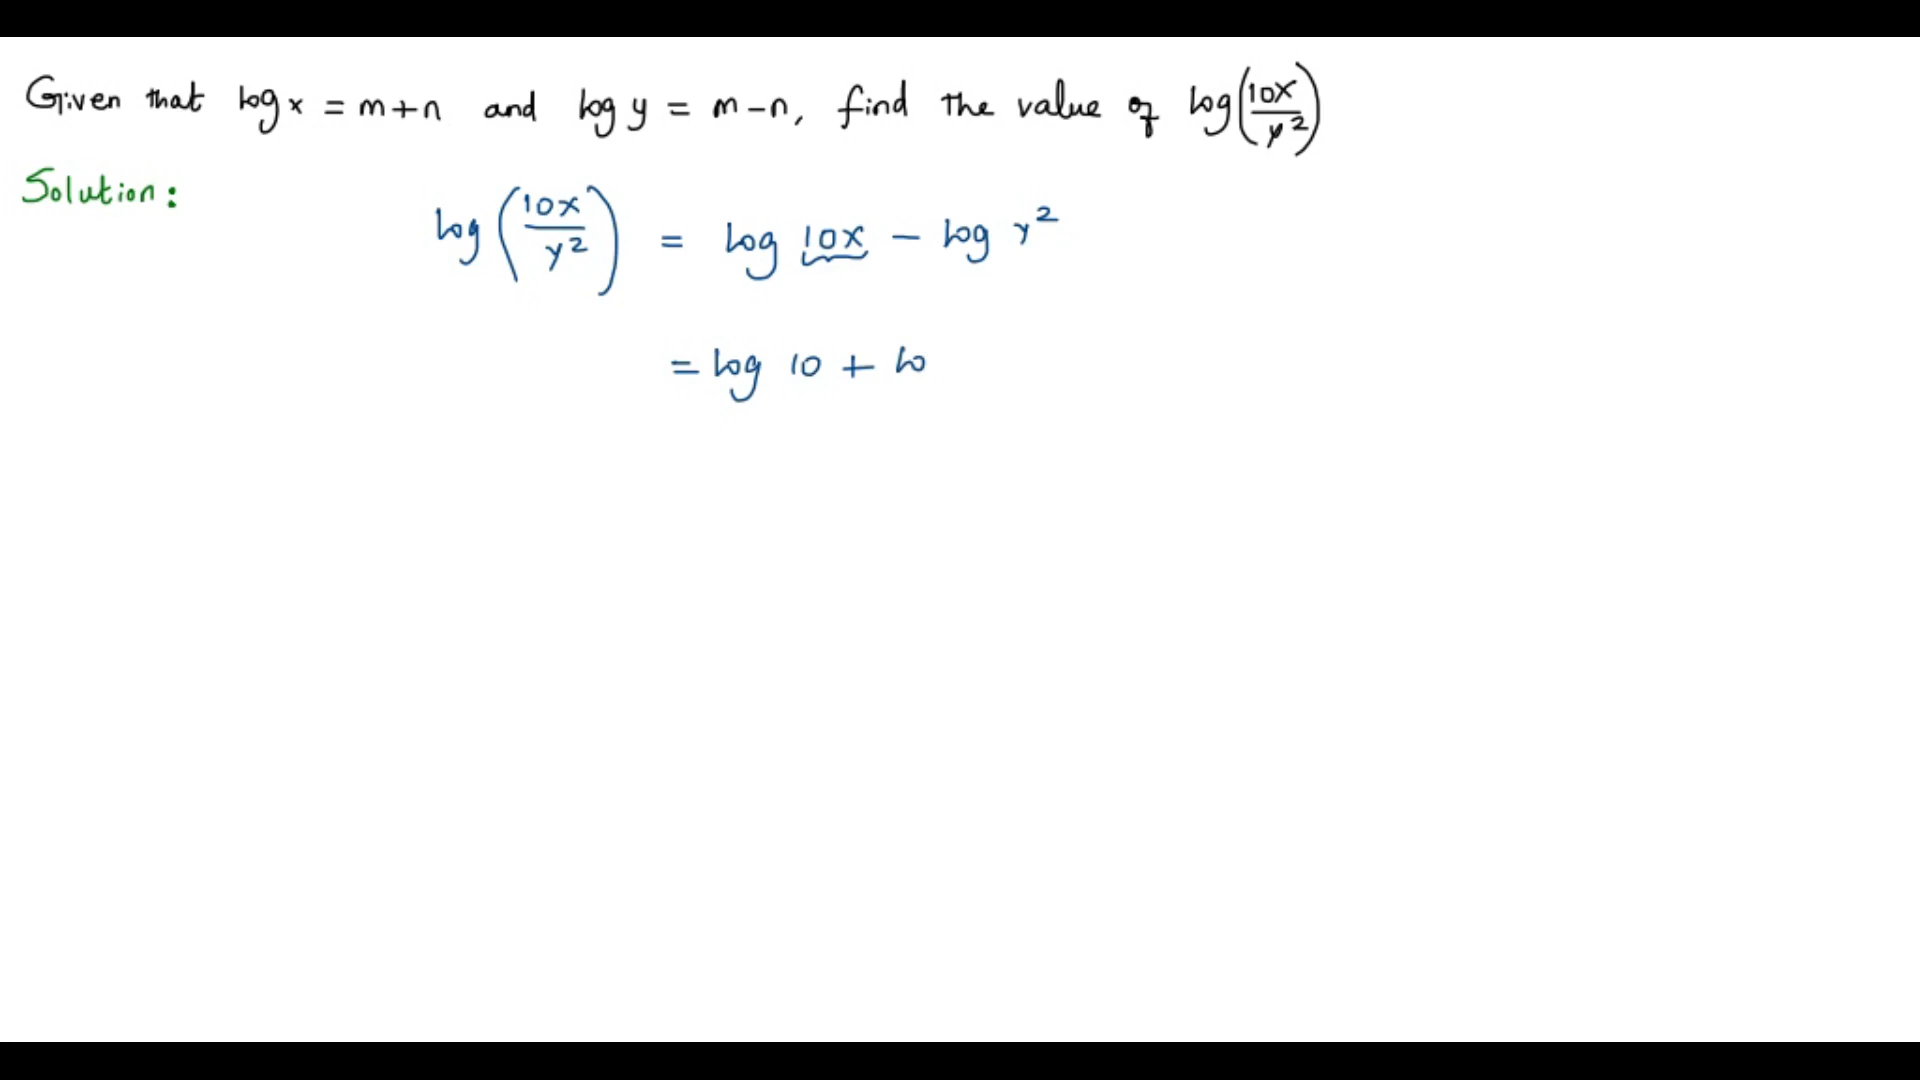 Given that log x = m+n and log y = m-n, find the value of log(10x/y²)
Solution:
log(10x/y²) = log 10x - log y²
= log 10 + lo